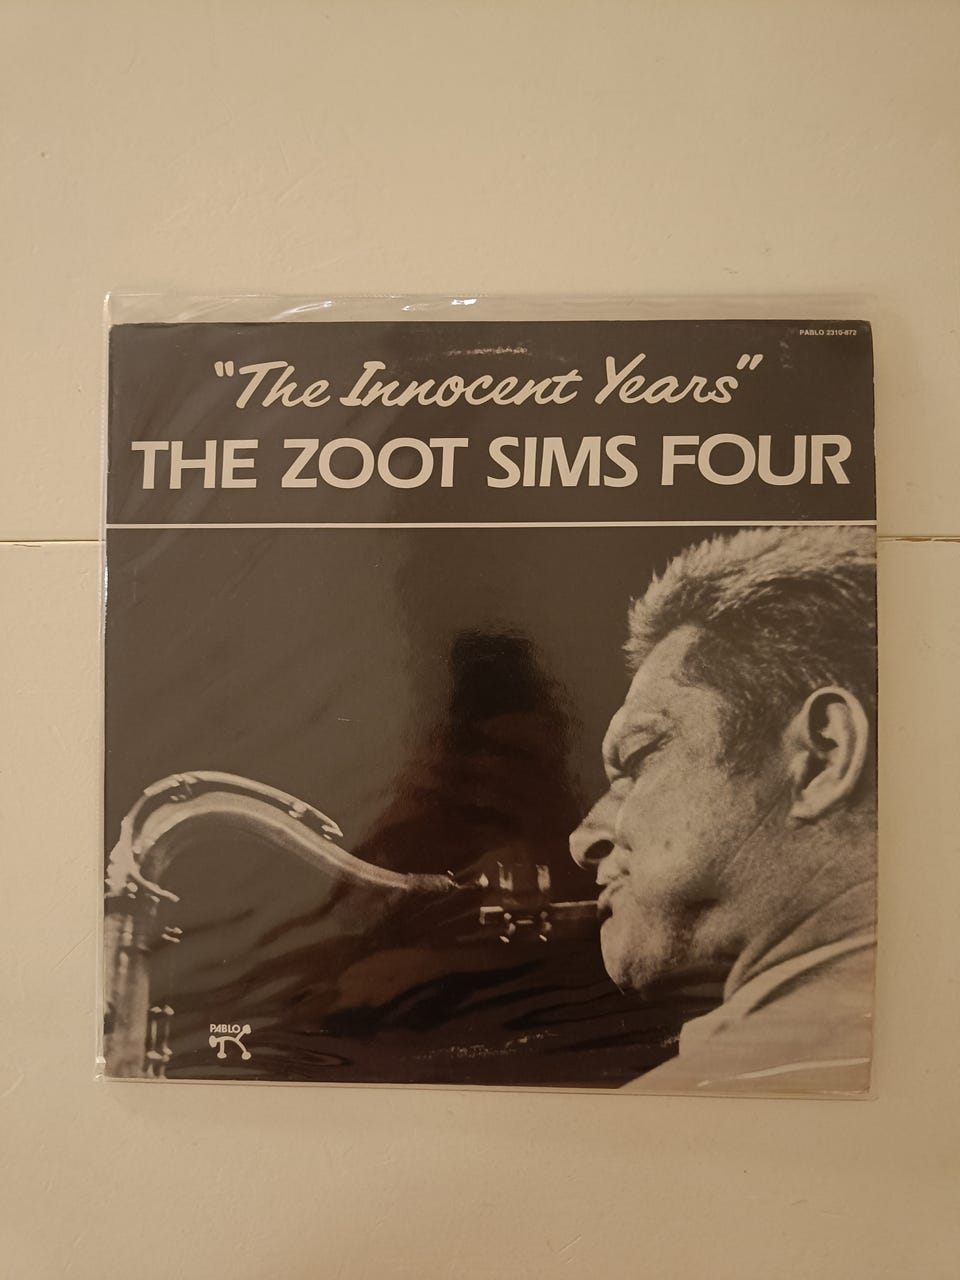 PABLO 2310-872
"The Innocent Years"
THE ZOOT SIMS FOUR
PABLO